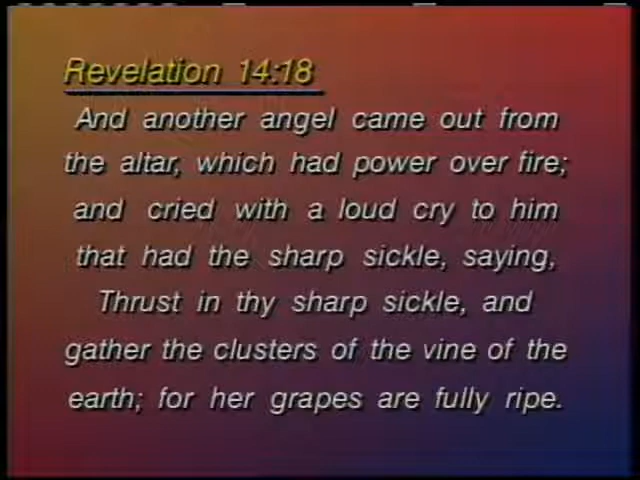 Revelation 14:18
And another angel came out from
the altar, which had power over fire;
and cried with a loud cry to him
that had the sharp sickle, saying,
Thrust in thy sharp sickle, and
gather the clusters of the vine of the
earth; for her grapes are fully ripe.